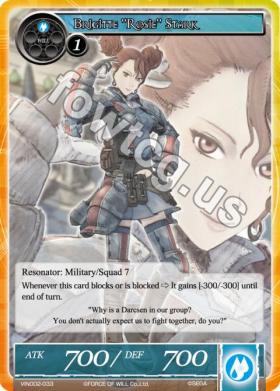 Brigitte "Rosie" Stark
WILL
1
fowtcg.us
Resonator: Military/Squad 7
Whenever this card blocks or is blocked ⇨ It gains [-300/-300] until
end of turn.
"Why is a Darcsen in our group?
You don't actually expect us to fight together, do you?"
ATK 700/ DEF 700
VIN002-033 ©FORCE OF WILL Co.,Ltd. ©SEGA